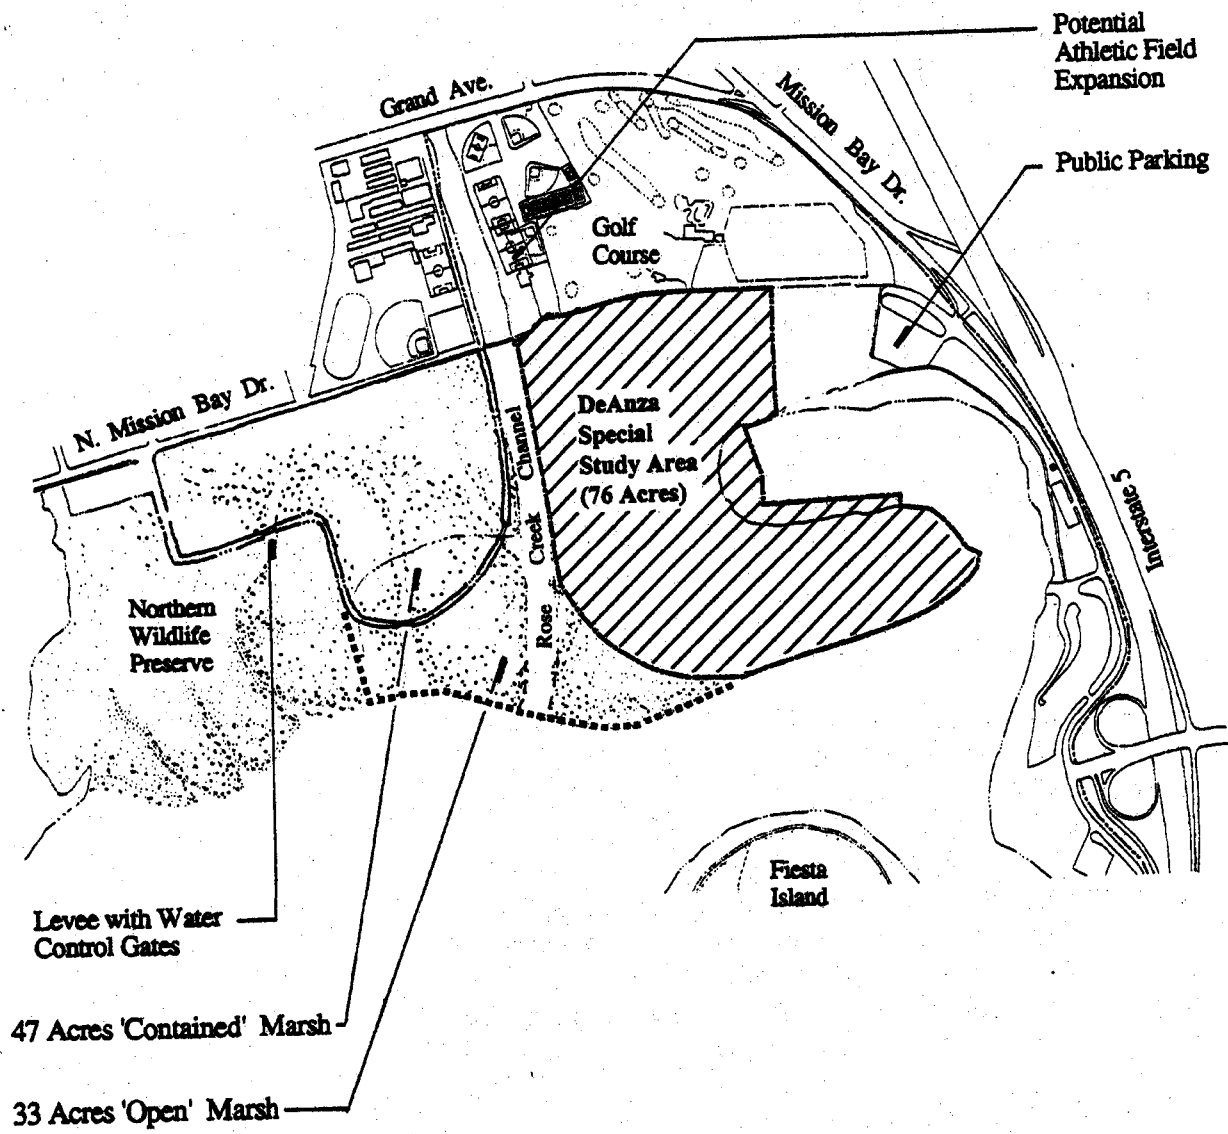 Potential
Athletic Field
Expansion
Grand Ave.
Mission Bay Dr.
Public Parking
Golf
Course
N. Mission Bay Dr.
DeAnza
Special
Study Area
(76 Acres)
Rose Creek Channel
Interstate 5
Northern
Wildlife
Preserve
Fiesta
Island
Levee with Water
Control Gates
47 Acres 'Contained' Marsh
33 Acres 'Open' Marsh